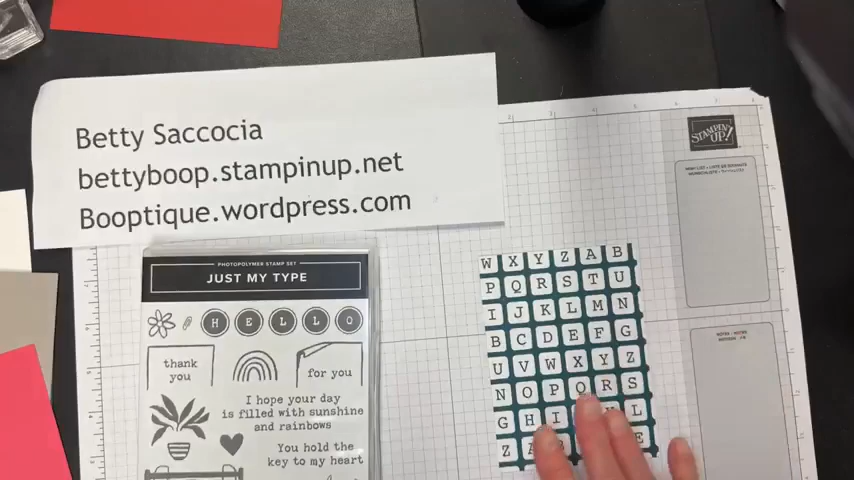 Betty Saccocia
bettyboop.stampinup.net
Booptique.wordpress.com
STAMPIN' UP!
PHOTOPOLYMER STAMP SET
JUST MY TYPE
H E L L O
thank
you
for you
I hope your day
is filled with sunshine
and rainbows
You hold the
key to my heart
W X Y Z A B
P Q R S T U
I J K L M N
B C D E F G
U V W X Y Z
N O P Q R S
G H I L
Z A E